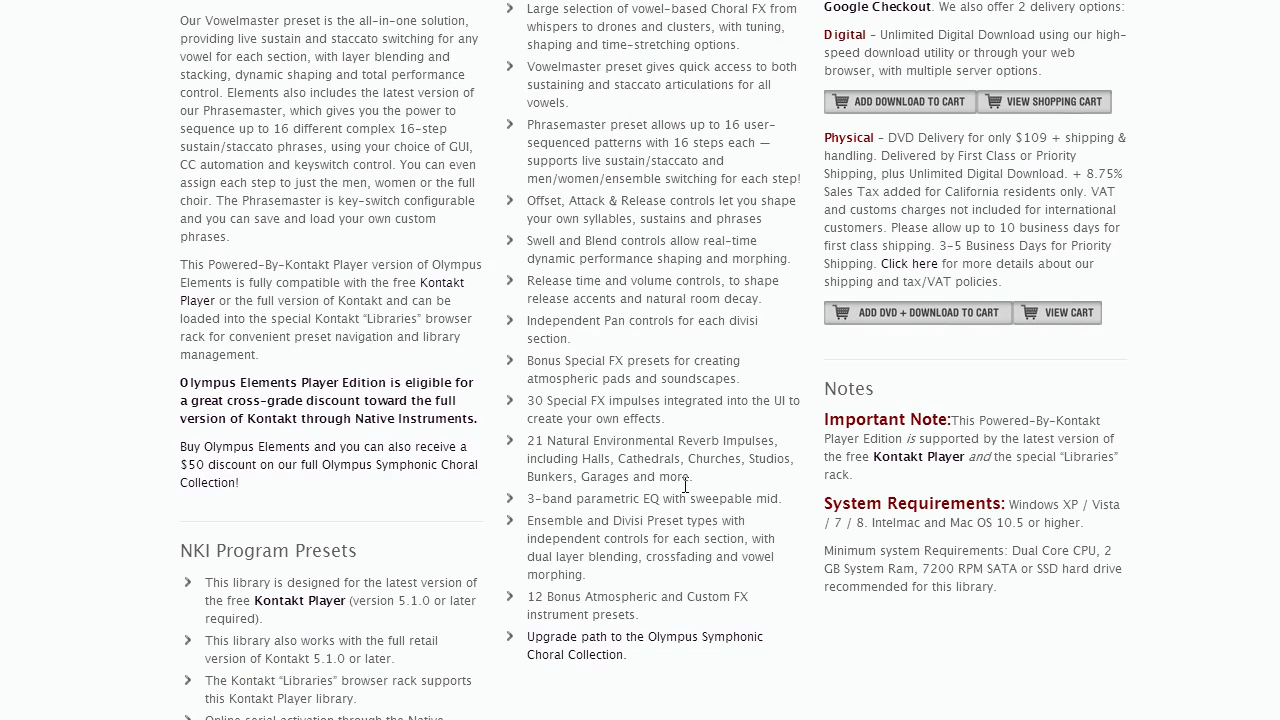 Our Vowelmaster preset is the all-in-one solution,
providing live sustain and staccato switching for any
vowel for each section, with layer blending and
stacking, dynamic shaping and total performance
control. Elements also includes the latest version of
our Phrasemaster, which gives you the power to
sequence up to 16 different complex 16-step
sustain/staccato phrases, using your choice of GUI,
CC automation and keyswitch control. You can even
assign each step to just the men, women or the full
choir. The Phrasemaster is key-switch configurable
and you can save and load your own custom
phrases.
This Powered-By-Kontakt Player version of Olympus
Elements is fully compatible with the free Kontakt
Player or the full version of Kontakt and can be
loaded into the special Kontakt “Libraries” browser
rack for convenient preset navigation and library
management.
Olympus Elements Player Edition is eligible for
a great cross-grade discount toward the full
version of Kontakt through Native Instruments.
Buy Olympus Elements and you can also receive a
$50 discount on our full Olympus Symphonic Choral
Collection!
NKI Program Presets
This library is designed for the latest version of
the free Kontakt Player (version 5.1.0 or later
required).
This library also works with the full retail
version of Kontakt 5.1.0 or later.
The Kontakt “Libraries” browser rack supports
this Kontakt Player library.
Online serial activation through the Native
Large selection of vowel-based Choral FX from
whispers to drones and clusters, with tuning,
shaping and time-stretching options.
Vowelmaster preset gives quick access to both
sustaining and staccato articulations for all
vowels.
Phrasemaster preset allows up to 16 user-
sequenced patterns with 16 steps each —
supports live sustain/staccato and
men/women/ensemble switching for each step!
Offset, Attack & Release controls let you shape
your own syllables, sustains and phrases
Swell and Blend controls allow real-time
dynamic performance shaping and morphing.
Release time and volume controls, to shape
release accents and natural room decay.
Independent Pan controls for each divisi
section.
Bonus Special FX presets for creating
atmospheric pads and soundscapes.
30 Special FX impulses integrated into the UI to
create your own effects.
21 Natural Environmental Reverb Impulses,
including Halls, Cathedrals, Churches, Studios,
Bunkers, Garages and more.
3-band parametric EQ with sweepable mid.
Ensemble and Divisi Preset types with
independent controls for each section, with
dual layer blending, crossfading and vowel
morphing.
12 Bonus Atmospheric and Custom FX
instrument presets.
Upgrade path to the Olympus Symphonic
Choral Collection.
Google Checkout. We also offer 2 delivery options:
Digital - Unlimited Digital Download using our high-
speed download utility or through your web
browser, with multiple server options.
ADD DOWNLOAD TO CART VIEW SHOPPING CART
Physical - DVD Delivery for only $109 + shipping &
handling. Delivered by First Class or Priority
Shipping, plus Unlimited Digital Download. + 8.75%
Sales Tax added for California residents only. VAT
and customs charges not included for international
customers. Please allow up to 10 business days for
first class shipping. 3-5 Business Days for Priority
Shipping. Click here for more details about our
shipping and tax/VAT policies.
ADD DVD + DOWNLOAD TO CART VIEW CART
Notes
Important Note:This Powered-By-Kontakt
Player Edition is supported by the latest version of
the free Kontakt Player and the special “Libraries”
rack.
System Requirements: Windows XP / Vista
/ 7 / 8. Intelmac and Mac OS 10.5 or higher.
Minimum system Requirements: Dual Core CPU, 2
GB System Ram, 7200 RPM SATA or SSD hard drive
recommended for this library.